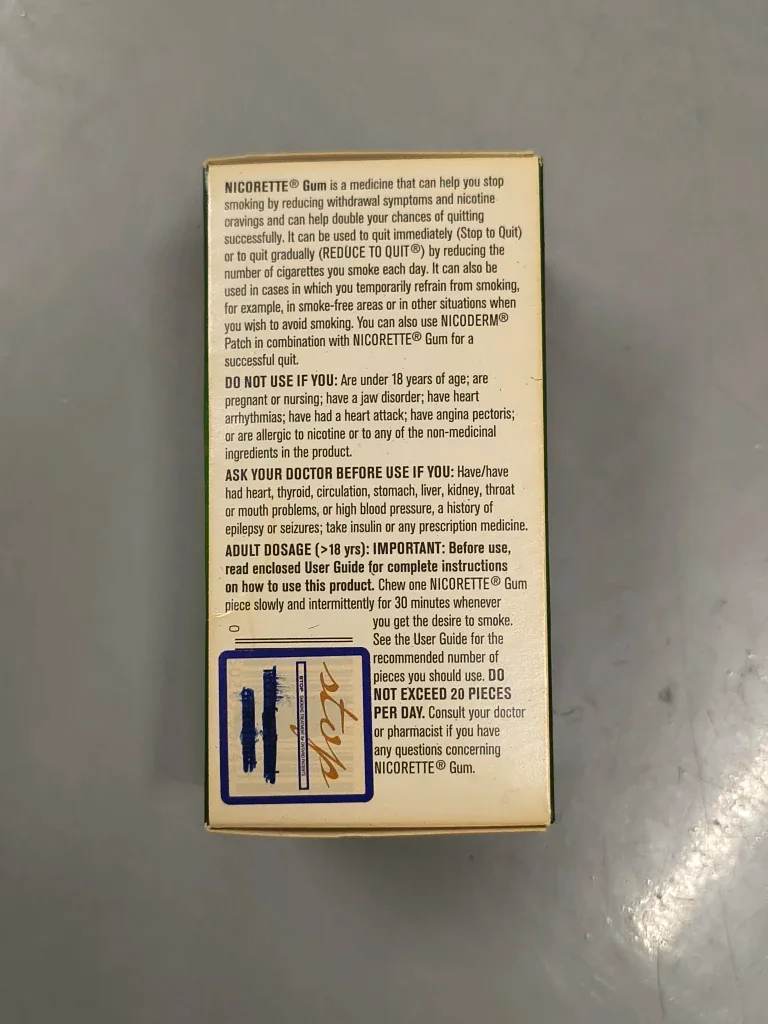 NICORETTE® Gum is a medicine that can help you stop
smoking by reducing withdrawal symptoms and nicotine
cravings and can help double your chances of quitting
successfully. It can be used to quit immediately (Stop to Quit)
or to quit gradually (REDUCE TO QUIT®) by reducing the
number of cigarettes you smoke each day. It can also be
used in cases in which you temporarily refrain from smoking,
for example, in smoke-free areas or in other situations when
you wish to avoid smoking. You can also use NICODERM®
Patch in combination with NICORETTE® Gum for a
successful quit.
DO NOT USE IF YOU: Are under 18 years of age; are
pregnant or nursing; have a jaw disorder; have heart
arrhythmias; have had a heart attack; have angina pectoris;
or are allergic to nicotine or to any of the non-medicinal
ingredients in the product.
ASK YOUR DOCTOR BEFORE USE IF YOU: Have/have
had heart, thyroid, circulation, stomach, liver, kidney, throat
or mouth problems, or high blood pressure, a history of
epilepsy or seizures; take insulin or any prescription medicine.
ADULT DOSAGE (>18 yrs): IMPORTANT: Before use,
read enclosed User Guide for complete instructions
on how to use this product. Chew one NICORETTE® Gum
piece slowly and intermittently for 30 minutes whenever
you get the desire to smoke.
See the User Guide for the
recommended number of
pieces you should use. DO
NOT EXCEED 20 PIECES
PER DAY. Consult your doctor
or pharmacist if you have
any questions concerning
NICORETTE® Gum.
0
stop